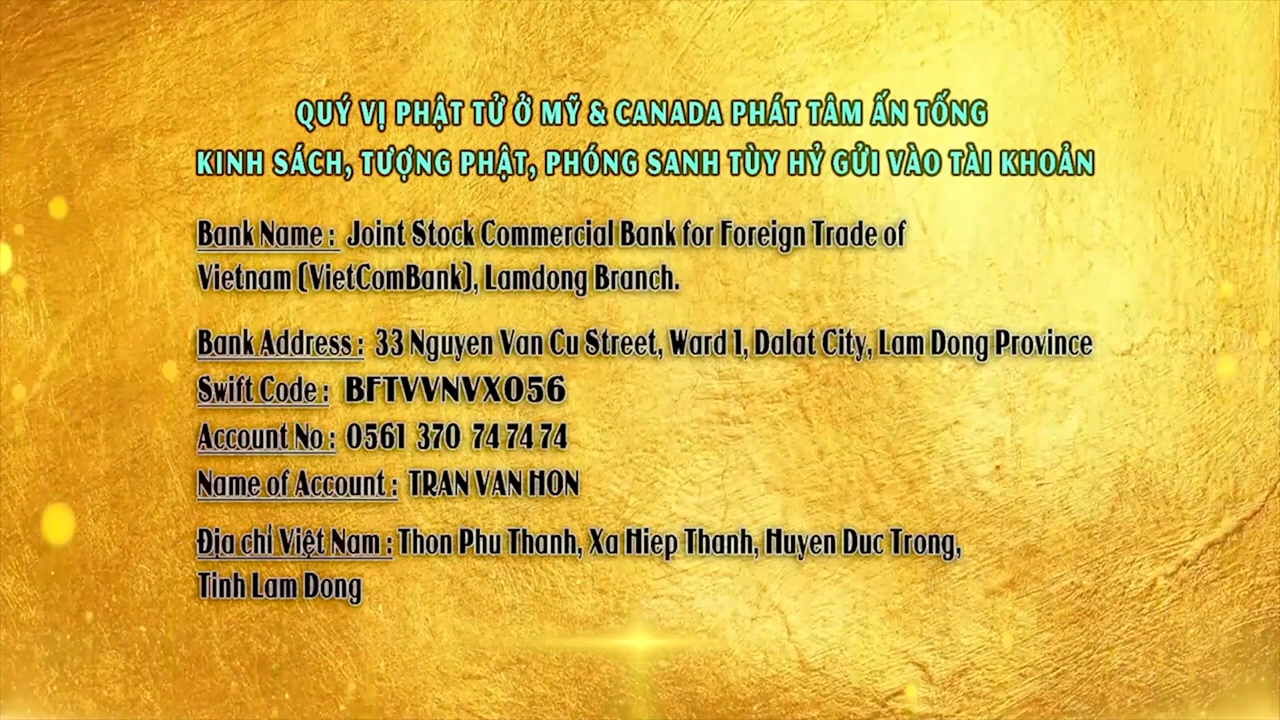 QUÝ VỊ PHẬT TỬ Ở MỸ & CANADA PHÁT TÂM ẤN TỐNG
KINH SÁCH, TƯỢNG PHẬT, PHÓNG SANH TÙY HỶ GỬI VÀO TÀI KHOẢN
Bank Name : Joint Stock Commercial Bank for Foreign Trade of
Vietnam (VietComBank), Lamdong Branch.
Bank Address : 33 Nguyen Van Cu Street, Ward 1, Dalat City, Lam Dong Province
Swift Code : BFTVVNVX056
Account No : 0561 370 74 74 74
Name of Account : TRAN VAN HON
Địa chỉ Việt Nam : Thon Phu Thanh, Xa Hiep Thanh, Huyen Duc Trong,
Tinh Lam Dong